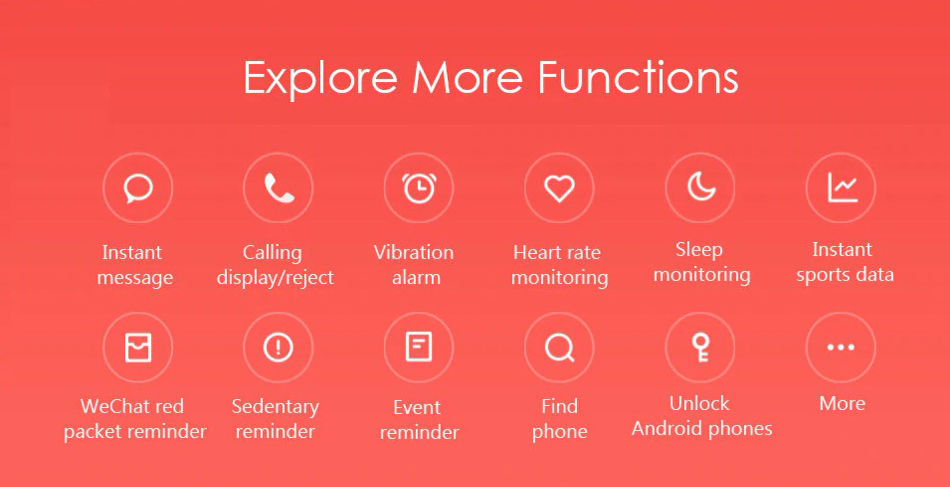 Explore More Functions
Instant
message
Calling
display/reject
Vibration
alarm
Heart rate
monitoring
Sleep
monitoring
Instant
sports data
WeChat red
packet reminder
Sedentary
reminder
Event
reminder
Find
phone
Unlock
Android phones
More